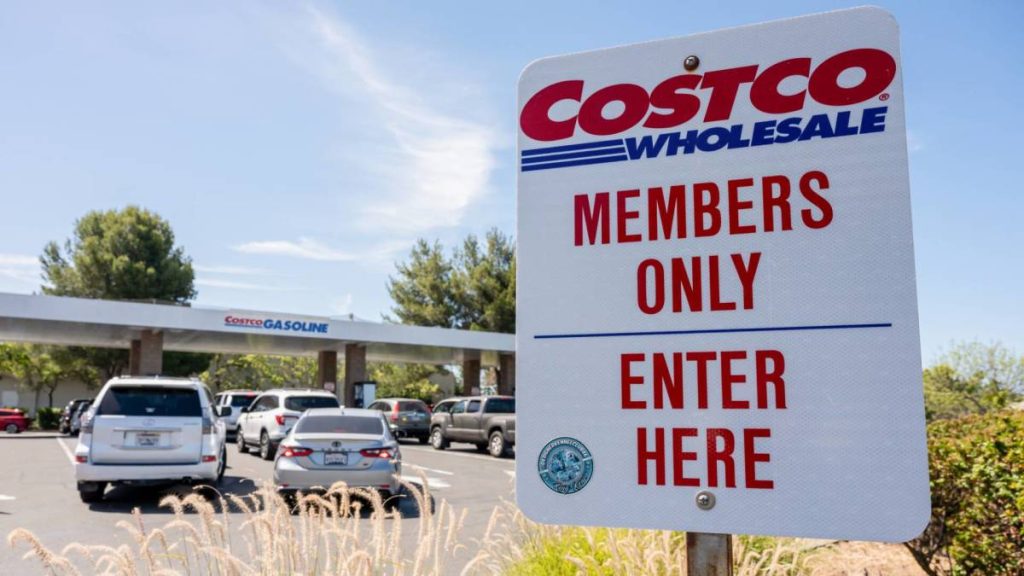 COSTCO
WHOLESALE
MEMBERS
ONLY
ENTER
HERE
COSTCO GASOLINE